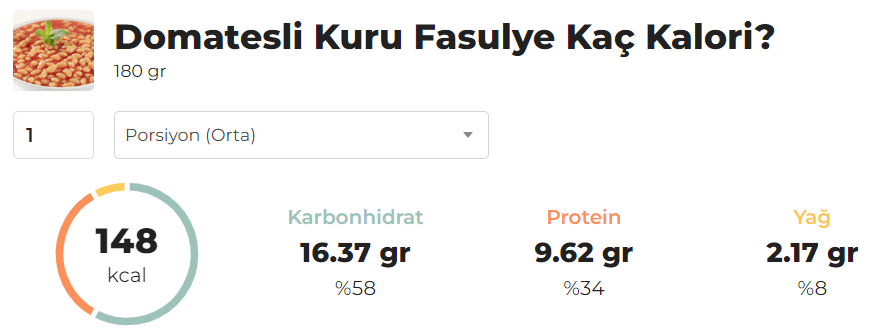 Domatesli Kuru Fasulye Kaç Kalori?
180 gr
1 Porsiyon (Orta)
148
kcal
Karbonhidrat Protein Yağ
16.37 gr 9.62 gr 2.17 gr
%58 %34 %8